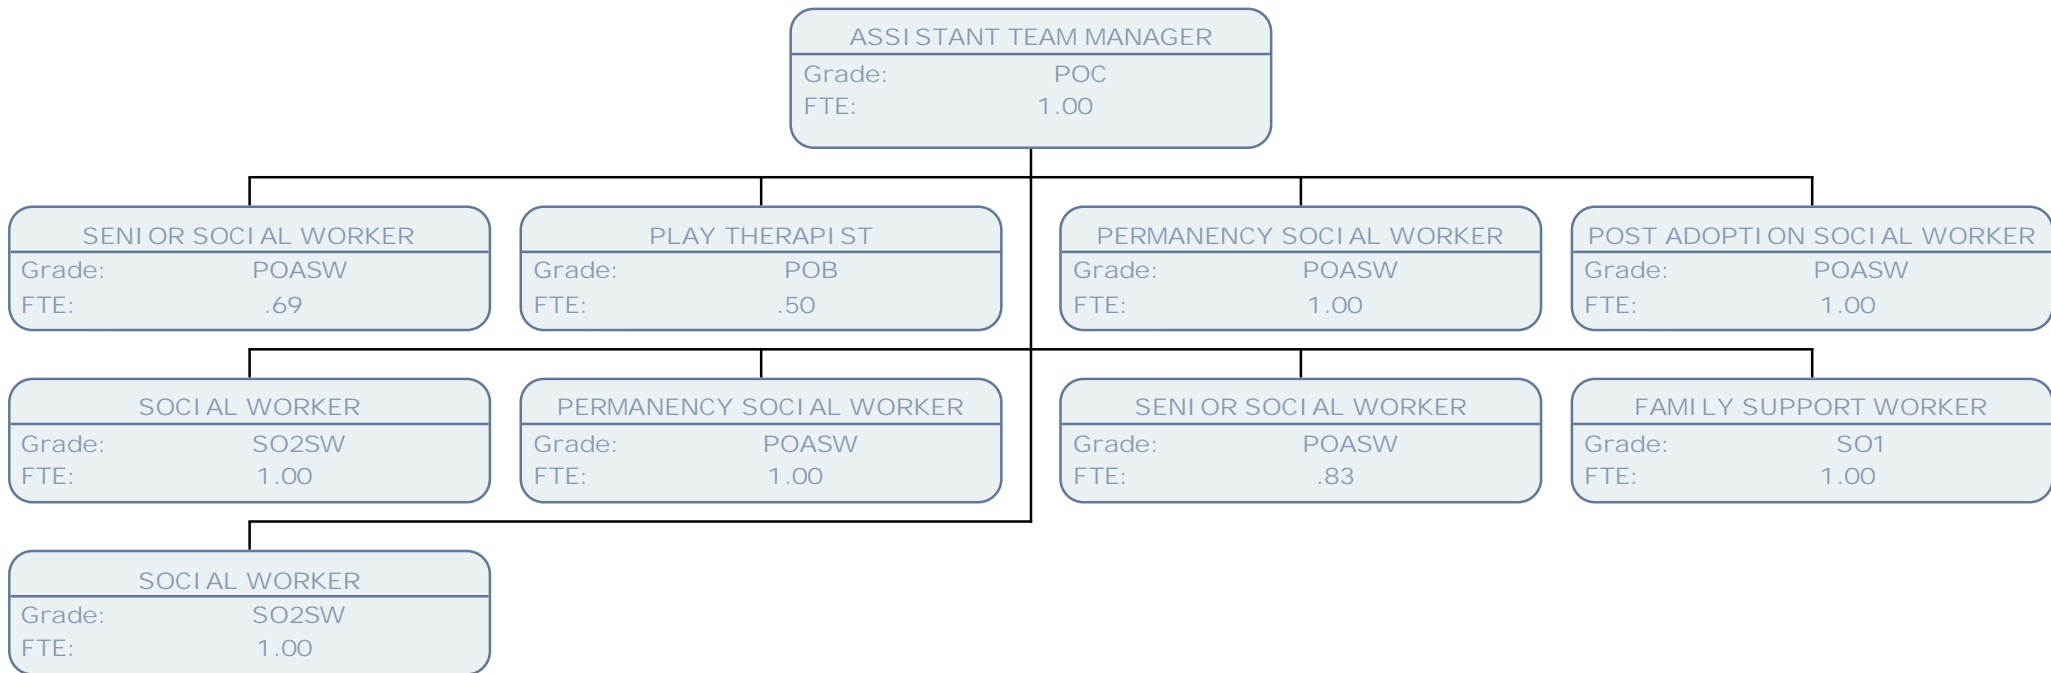 ASSISTANT TEAM MANAGER
Grade: POC
FTE: 1.00
SENIOR SOCIAL WORKER
Grade: POASW
FTE: .69
PLAY THERAPIST
Grade: POB
FTE: .50
PERMANENCY SOCIAL WORKER
Grade: POASW
FTE: 1.00
POST ADOPTION SOCIAL WORKER
Grade: POASW
FTE: 1.00
SOCIAL WORKER
Grade: SO2SW
FTE: 1.00
PERMANENCY SOCIAL WORKER
Grade: POASW
FTE: 1.00
SENIOR SOCIAL WORKER
Grade: POASW
FTE: .83
FAMILY SUPPORT WORKER
Grade: SO1
FTE: 1.00
SOCIAL WORKER
Grade: SO2SW
FTE: 1.00